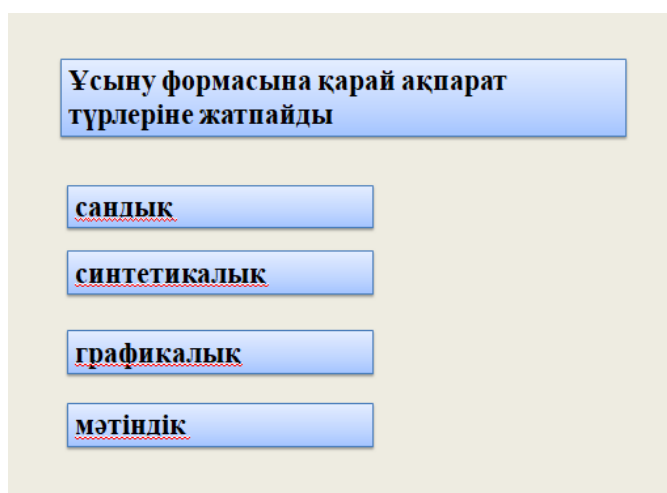 Ұсыну формасына қарай ақпарат
түрлеріне жатпайды
сандық
синтетикалық
графикалық
мәтіндік